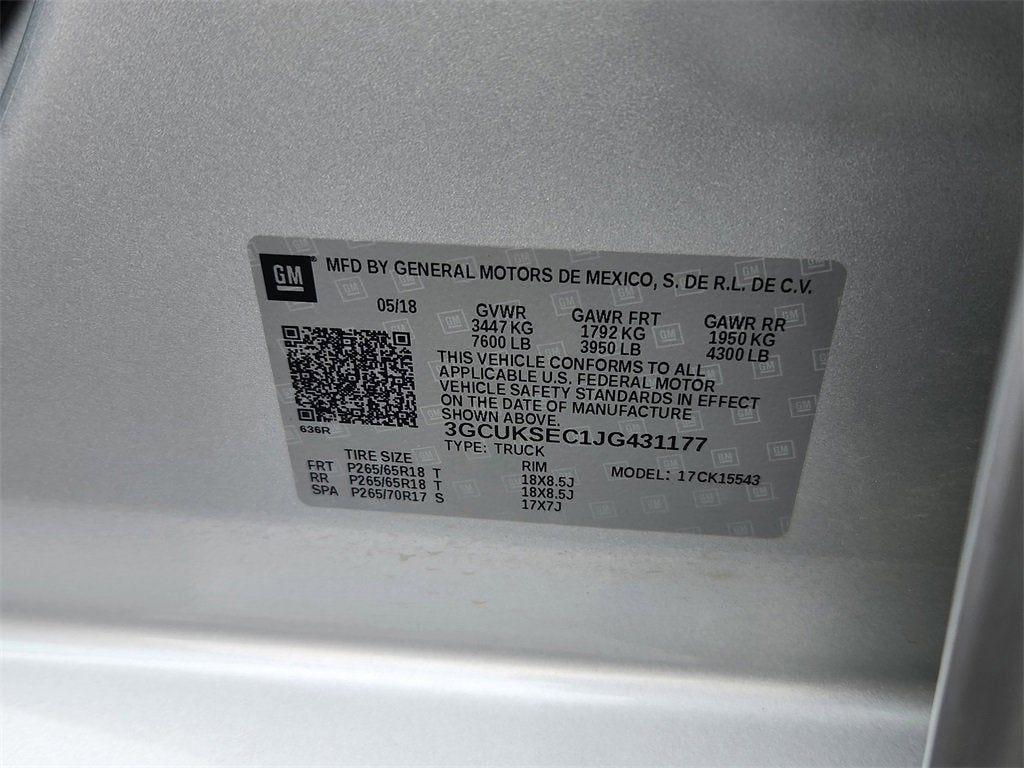 GM ® MFD BY GENERAL MOTORS DE MEXICO, S. DE R.L. DE C.V.
05/18 GVWR GAWR FRT GAWR RR
3447 KG 1792 KG 1950 KG
7600 LB 3950 LB 4300 LB
THIS VEHICLE CONFORMS TO ALL
APPLICABLE U.S. FEDERAL MOTOR
VEHICLE SAFETY STANDARDS IN EFFECT
ON THE DATE OF MANUFACTURE
SHOWN ABOVE.
636R
3GCUKSEC1JG431177
TYPE: TRUCK
TIRE SIZE RIM MODEL: 17CK15543
FRT P265/65R18 T 18X8.5J
RR P265/65R18 T 18X8.5J
SPA P265/70R17 S 17X7J